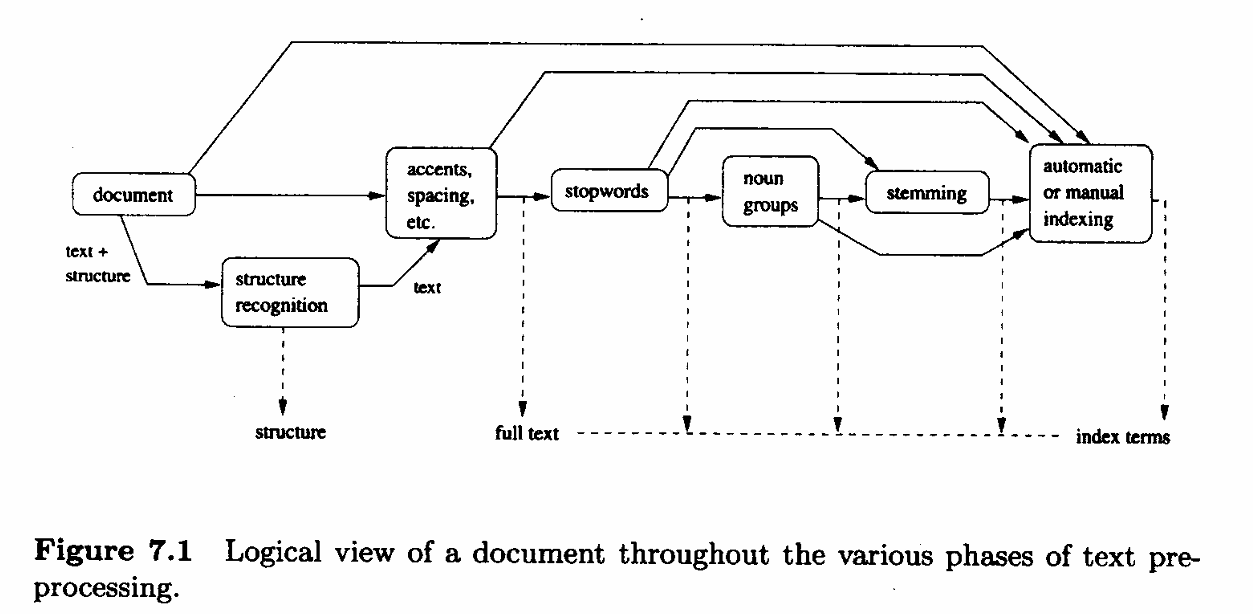 document
text +
structure
structure
recognition
text
accents,
spacing,
etc.
stopwords
noun
groups
stemming
automatic
or manual
indexing
structure
full text
index terms
Figure 7.1 Logical view of a document throughout the various phases of text pre-
processing.